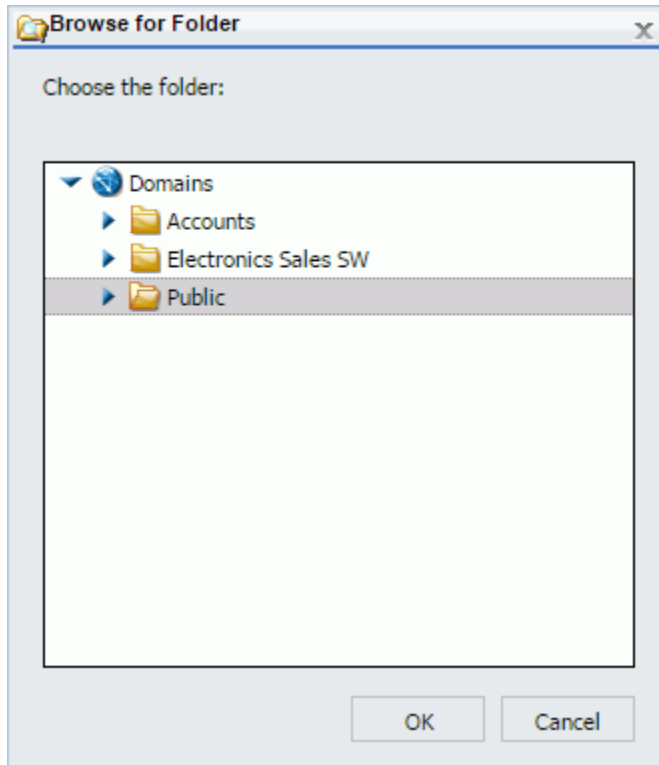 Browse for Folder
x
Choose the folder:
Domains
Accounts
Electronics Sales SW
Public
OK Cancel